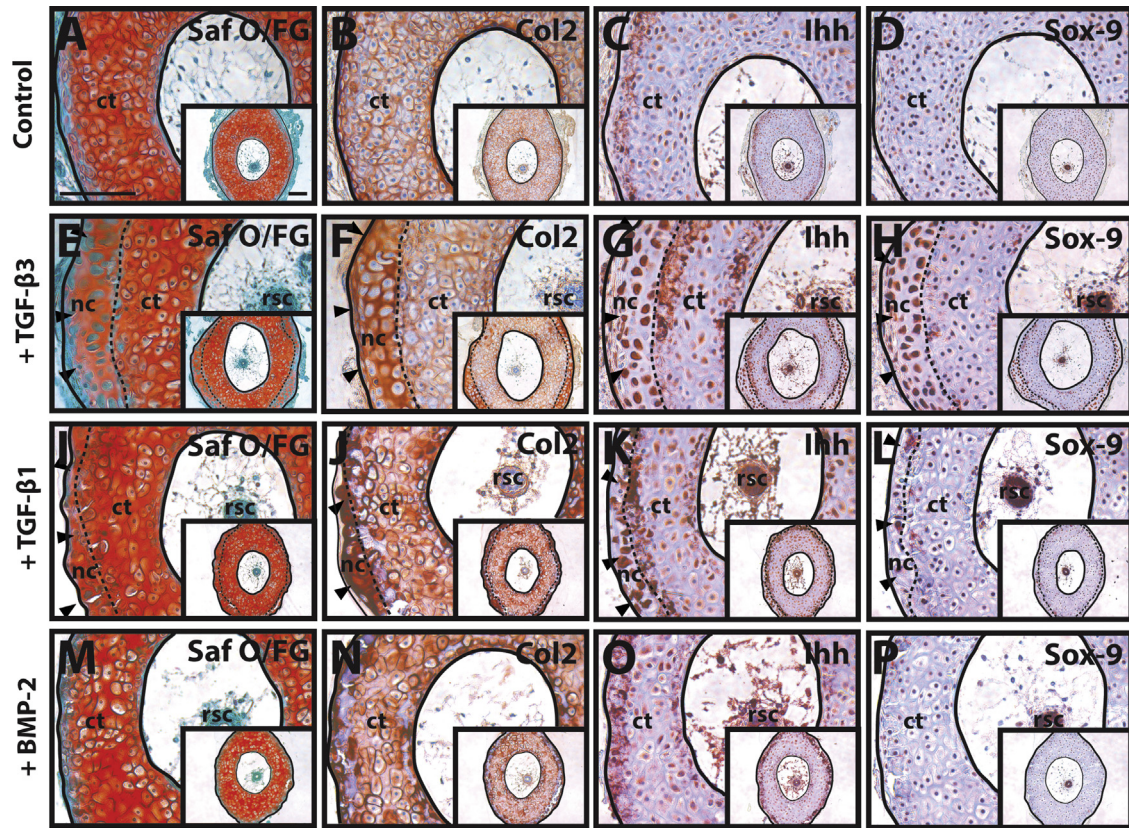 A Saf O/FG B Col2 C Ihh D Sox-9
Control
ct ct ct ct
E Saf O/FG F Col2 G Ihh H Sox-9
+ TGF-β3
nc ct rsc nc ct rsc nc ct rsc nc ct rsc
I Saf O/FG J Col2 K Ihh L Sox-9
+ TGF-β1
nc ct rsc nc ct rsc nc ct rsc nc ct rsc
M Saf O/FG N Col2 O Ihh P Sox-9
+ BMP-2
ct rsc ct ct rsc ct rsc